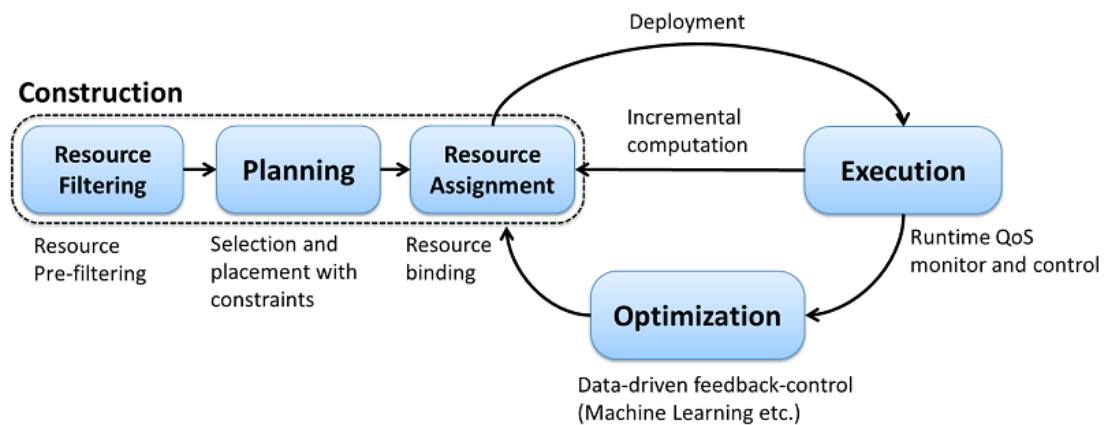 Deployment
Construction
Incremental
computation
Resource
Filtering
Planning
Resource
Assignment
Execution
Resource
Pre-filtering
Selection and
placement with
constraints
Resource
binding
Runtime QoS
monitor and control
Optimization
Data-driven feedback-control
(Machine Learning etc.)